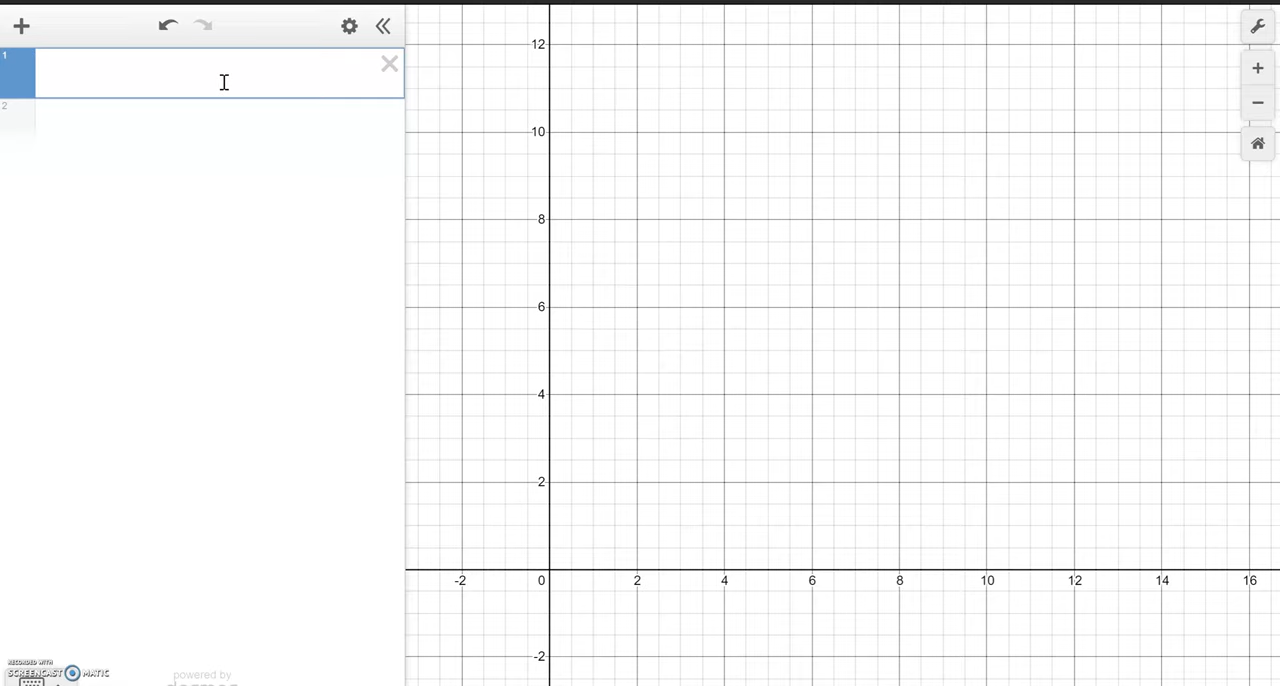 1
2
12
10
8
6
4
2
-2 0 2 4 6 8 10 12 14 16
-2
RECORDED WITH
SCREENCAST MATIC
powered by